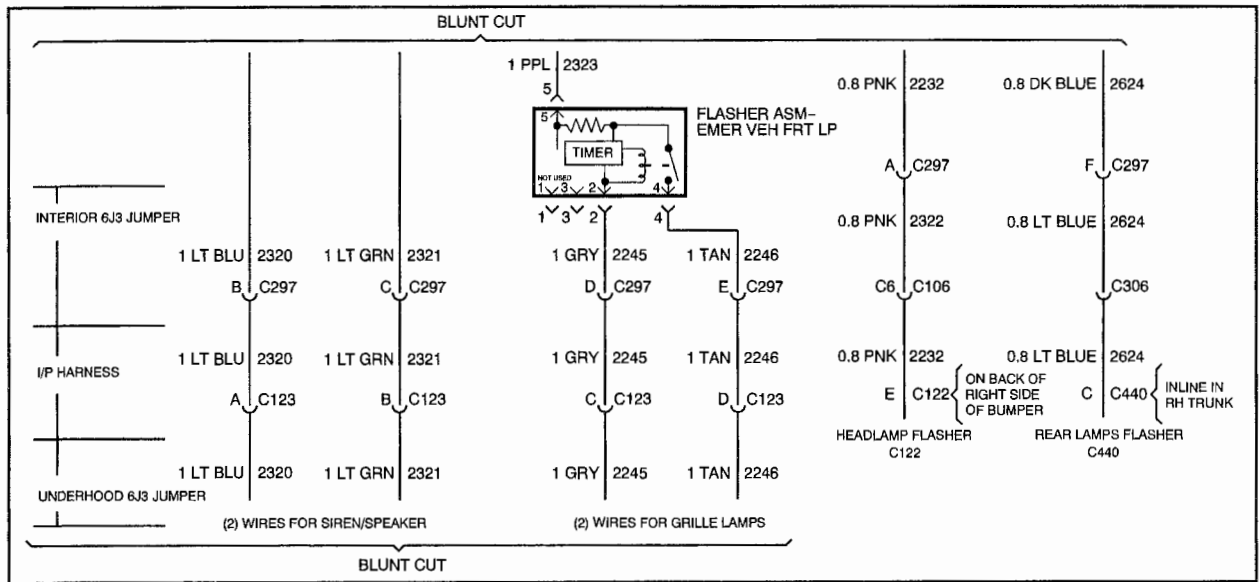 BLUNT CUT
1 PPL 2323
5
5
FLASHER ASM–
EMER VEH FRT LP
TIMER
NOT USED
1 3 2 4
1 3 2 4
0.8 PNK 2232
0.8 DK BLUE 2624
A C297
F C297
INTERIOR 6J3 JUMPER
0.8 PNK 2322
0.8 LT BLUE 2624
1 LT BLU 2320
1 LT GRN 2321
1 GRY 2245
1 TAN 2246
B C297
C C297
D C297
E C297
C6 C106
C306
I/P HARNESS
1 LT BLU 2320
1 LT GRN 2321
1 GRY 2245
1 TAN 2246
0.8 PNK 2232
0.8 LT BLUE 2624
A C123
B C123
C C123
D C123
E C122
ON BACK OF
RIGHT SIDE
OF BUMPER
C C440
INLINE IN
RH TRUNK
HEADLAMP FLASHER
C122
REAR LAMPS FLASHER
C440
UNDERHOOD 6J3 JUMPER
1 LT BLU 2320
1 LT GRN 2321
1 GRY 2245
1 TAN 2246
(2) WIRES FOR SIREN/SPEAKER
(2) WIRES FOR GRILLE LAMPS
BLUNT CUT